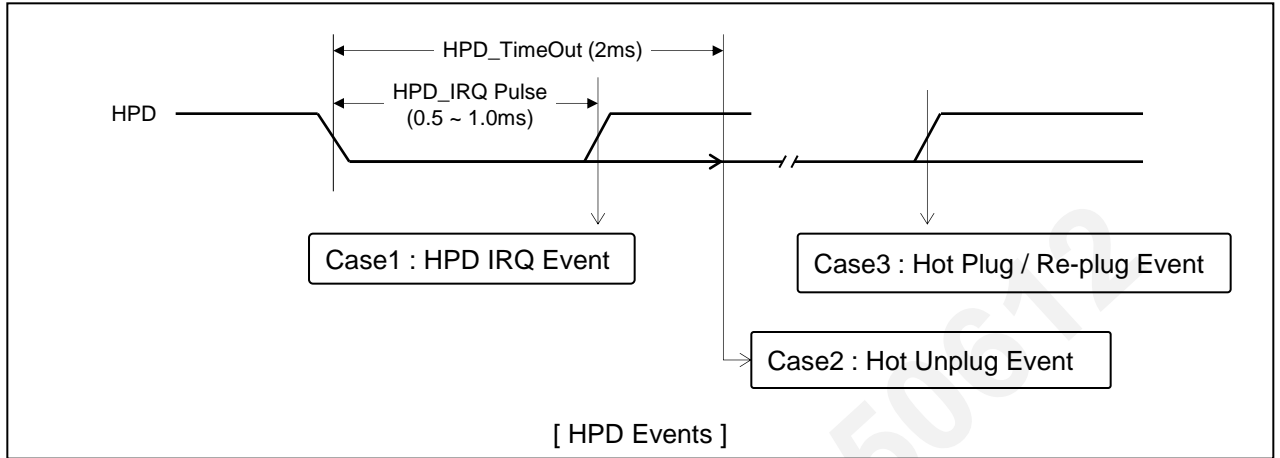 HPD_TimeOut (2ms)
HPD_IRQ Pulse
(0.5 ~ 1.0ms)
HPD
Case1 : HPD IRQ Event
Case3 : Hot Plug / Re-plug Event
Case2 : Hot Unplug Event
[ HPD Events ]
50612